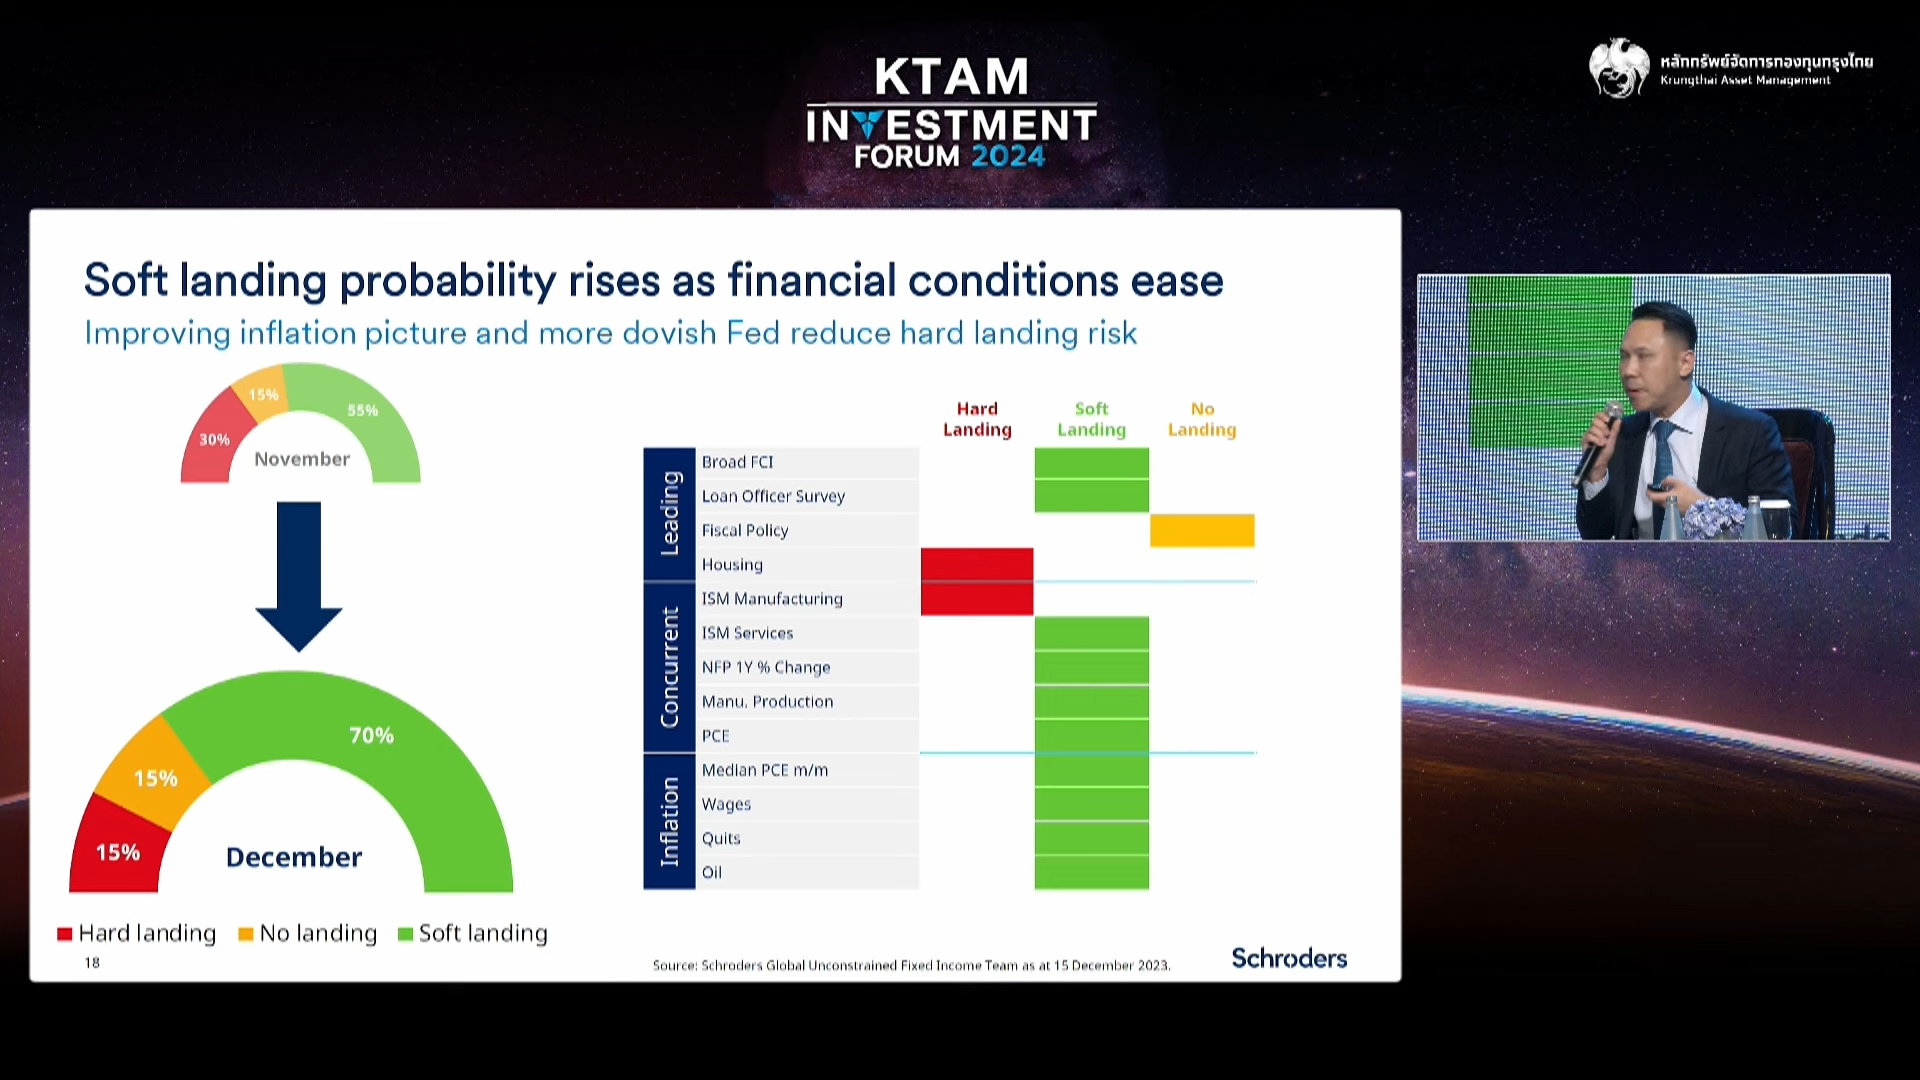 KTAM
INVESTMENT
FORUM 2024
หลักทรัพย์จัดการกองทุนกรุงไทย
Krungthai Asset Management
Soft landing probability rises as financial conditions ease
Improving inflation picture and more dovish Fed reduce hard landing risk
30%
15%
55%
November
15%
15%
70%
December
Hard landing
No landing
Soft landing
18
Hard
Landing
Soft
Landing
No
Landing
Leading
Broad FCI
Loan Officer Survey
Fiscal Policy
Housing
Concurrent
ISM Manufacturing
ISM Services
NFP 1Y % Change
Manu. Production
PCE
Inflation
Median PCE m/m
Wages
Quits
Oil
Source: Schroders Global Unconstrained Fixed Income Team as at 15 December 2023.
Schroders